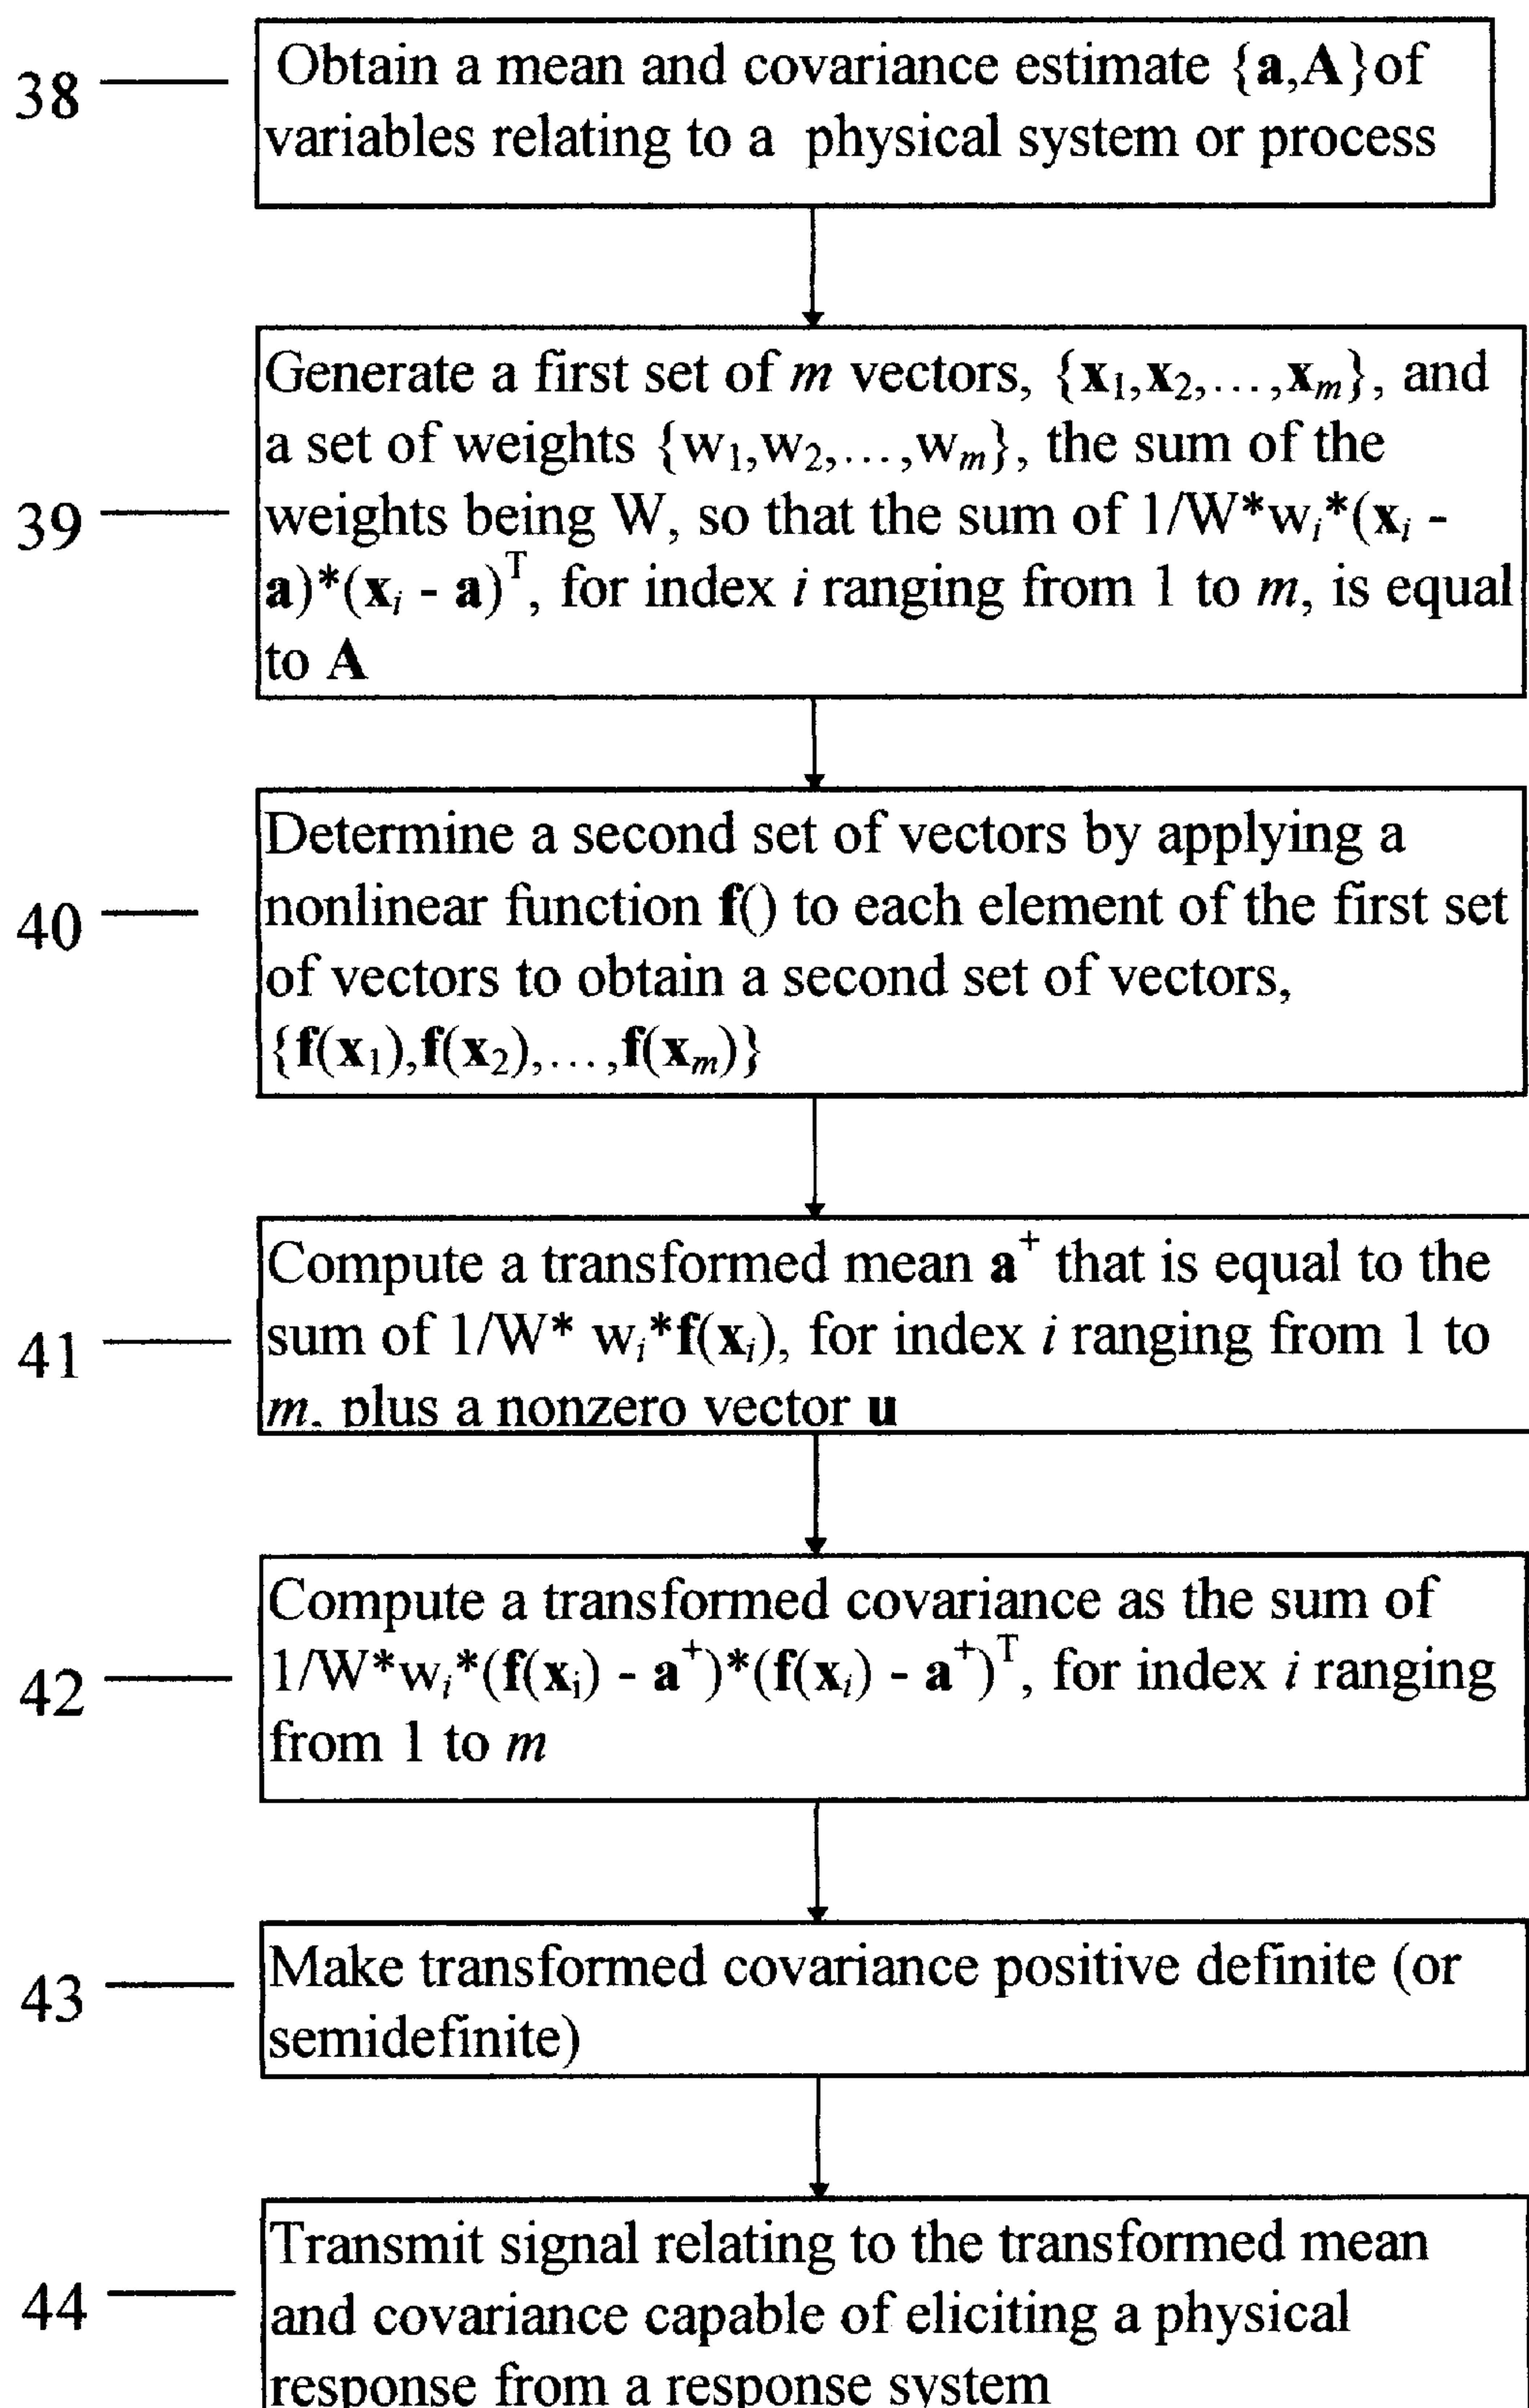 38
Obtain a mean and covariance estimate {a,A}of
variables relating to a physical system or process
39
Generate a first set of m vectors, {x₁,x₂,…,xₘ}, and
a set of weights {w₁,w₂,…,wₘ}, the sum of the
weights being W, so that the sum of 1/W*wᵢ*(xᵢ -
a)*(xᵢ - a)ᵀ, for index i ranging from 1 to m, is equal
to A
40
Determine a second set of vectors by applying a
nonlinear function f() to each element of the first set
of vectors to obtain a second set of vectors,
{f(x₁),f(x₂),…,f(xₘ)}
41
Compute a transformed mean a⁺ that is equal to the
sum of 1/W* wᵢ*f(xᵢ), for index i ranging from 1 to
m, plus a nonzero vector u
42
Compute a transformed covariance as the sum of
1/W*wᵢ*(f(xᵢ) - a⁺)*(f(xᵢ) - a⁺)ᵀ, for index i ranging
from 1 to m
43
Make transformed covariance positive definite (or
semidefinite)
44
Transmit signal relating to the transformed mean
and covariance capable of eliciting a physical
response from a response system